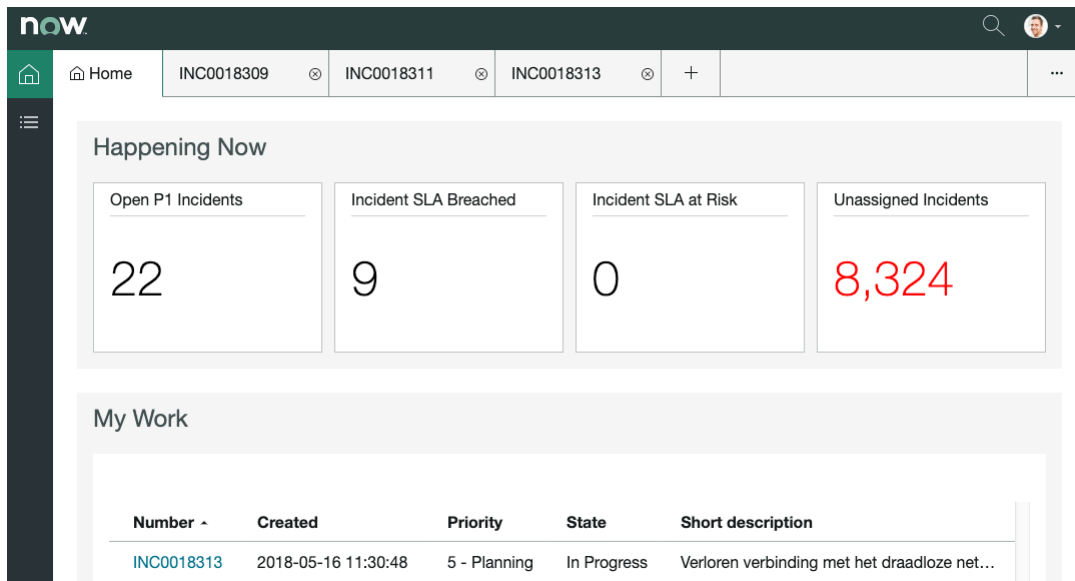 now.
Home INC0018309 INC0018311 INC0018313
Happening Now
Open P1 Incidents Incident SLA Breached Incident SLA at Risk Unassigned Incidents
22 9 0 8,324
My Work
Number Created Priority State Short description
INC0018313 2018-05-16 11:30:48 5 - Planning In Progress Verloren verbinding met het draadloze net…